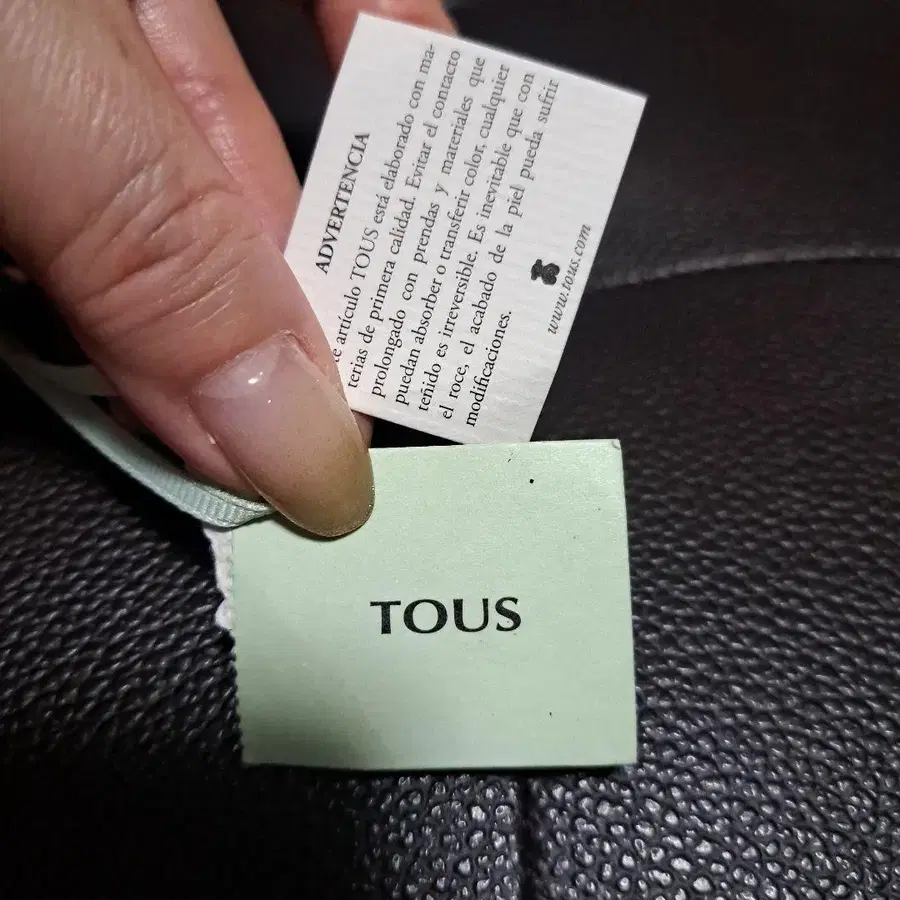 ADVERTENCIA
te artículo TOUS está elaborado con ma-
terias de primera calidad. Evitar el contacto
prolongado con prendas y materiales que
puedan absorber o transferir color, cualquier
teñido es irreversible. Es inevitable que con
el roce, el acabado de la piel pueda sufrir
modificaciones.
www.tous.com
TOUS